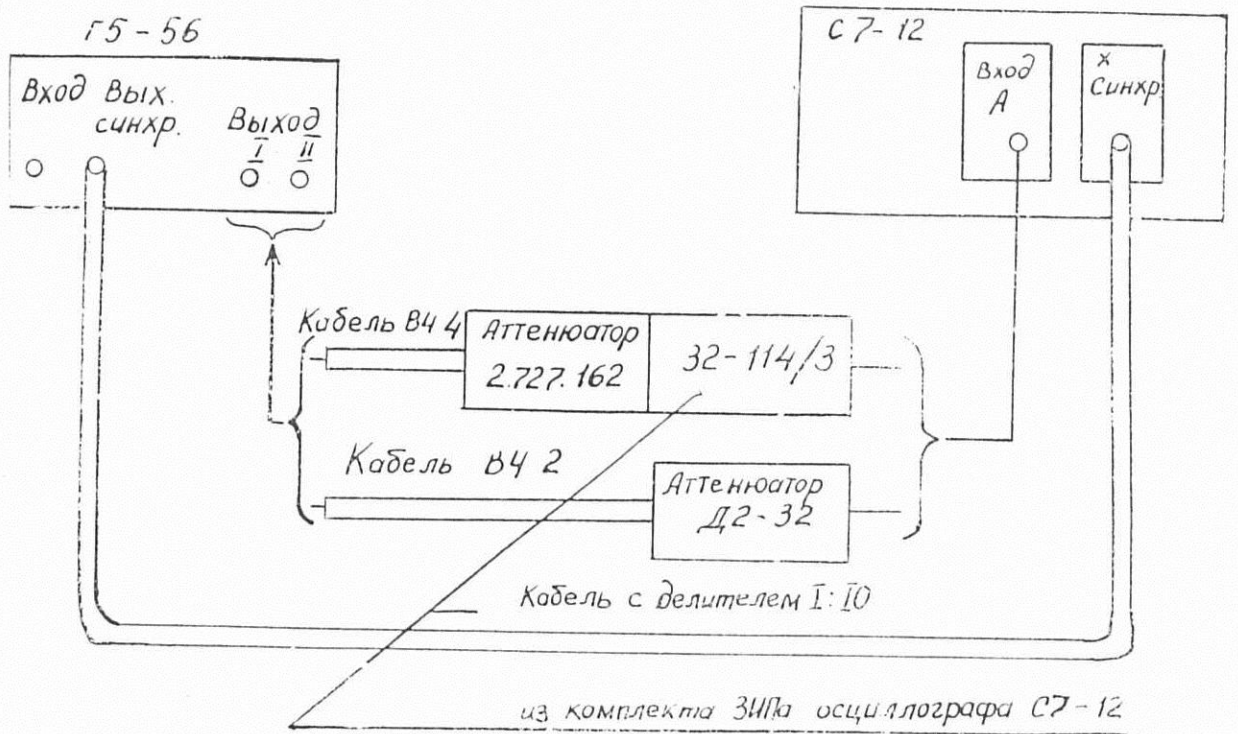 Г5-56
Вход Вых.
синхр.
Выход
I II
С7-12
Вход
А
X
Синхр.
Кабель ВЧ 4
Аттенюатор
2.727.162
32-114/3
Кабель ВЧ 2
Аттенюатор
Д2-32
Кабель с делителем I:I0
из комплекта ЗИПа осциллографа С7-12